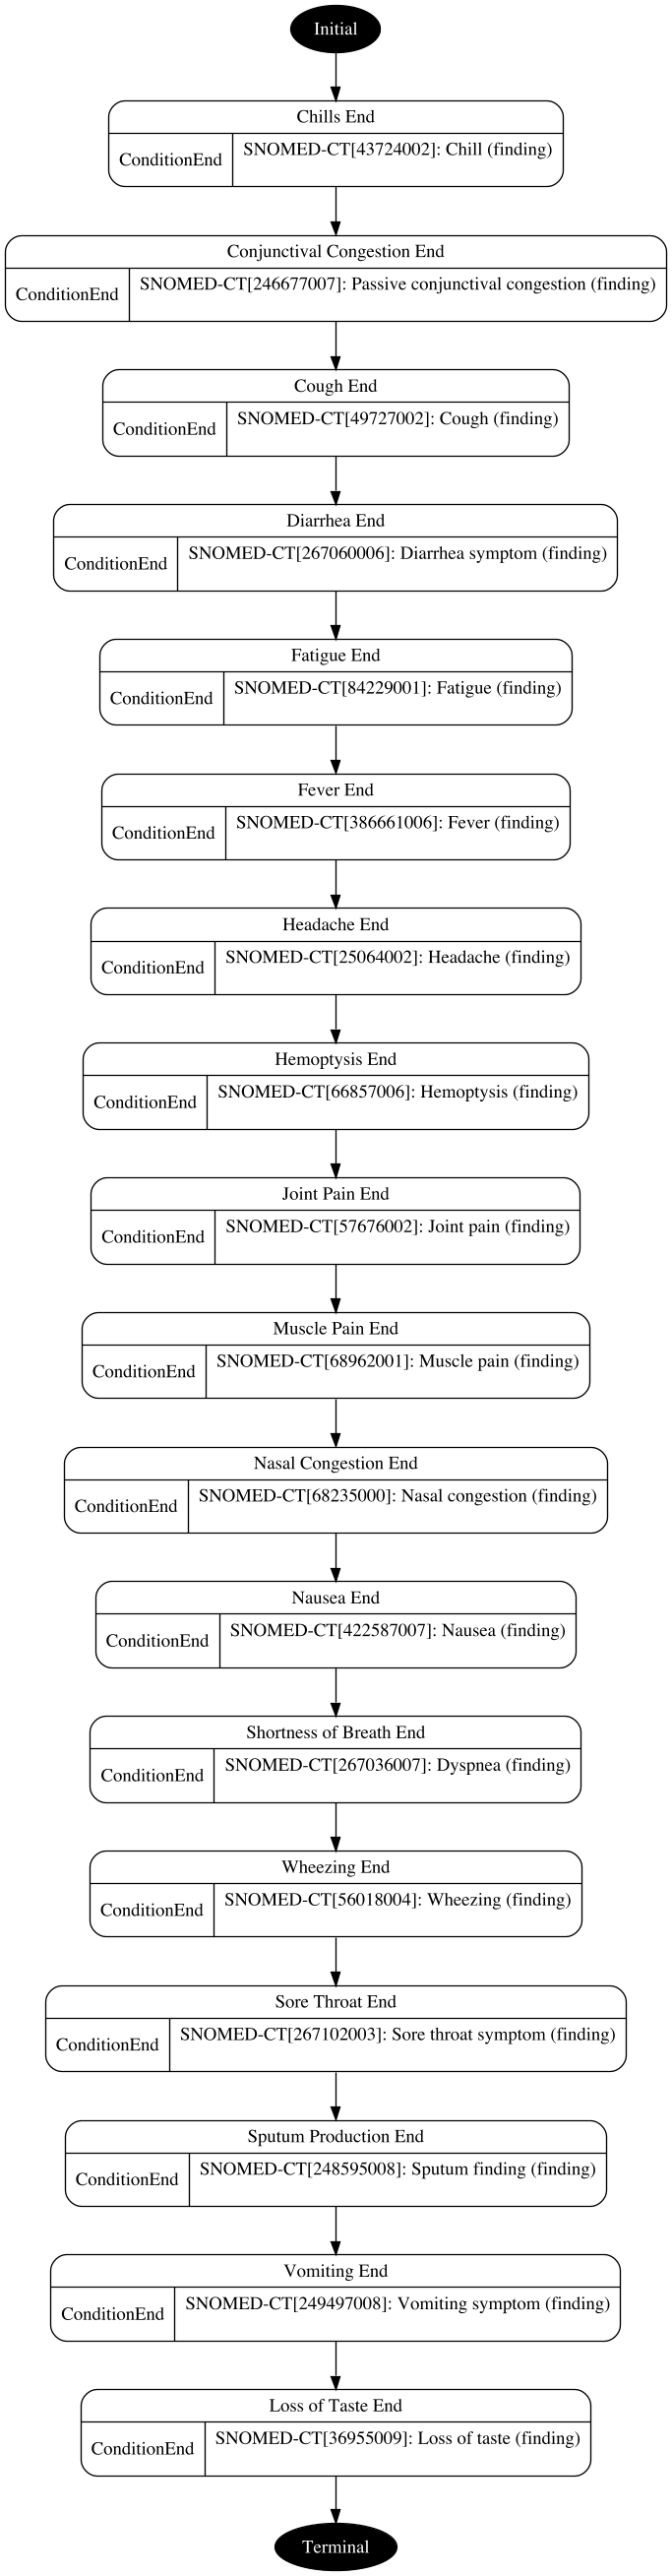 Initial
Chills End
ConditionEnd
SNOMED-CT[43724002]: Chill (finding)
Conjunctival Congestion End
ConditionEnd
SNOMED-CT[246677007]: Passive conjunctival congestion (finding)
Cough End
ConditionEnd
SNOMED-CT[49727002]: Cough (finding)
Diarrhea End
ConditionEnd
SNOMED-CT[267060006]: Diarrhea symptom (finding)
Fatigue End
ConditionEnd
SNOMED-CT[84229001]: Fatigue (finding)
Fever End
ConditionEnd
SNOMED-CT[386661006]: Fever (finding)
Headache End
ConditionEnd
SNOMED-CT[25064002]: Headache (finding)
Hemoptysis End
ConditionEnd
SNOMED-CT[66857006]: Hemoptysis (finding)
Joint Pain End
ConditionEnd
SNOMED-CT[57676002]: Joint pain (finding)
Muscle Pain End
ConditionEnd
SNOMED-CT[68962001]: Muscle pain (finding)
Nasal Congestion End
ConditionEnd
SNOMED-CT[68235000]: Nasal congestion (finding)
Nausea End
ConditionEnd
SNOMED-CT[422587007]: Nausea (finding)
Shortness of Breath End
ConditionEnd
SNOMED-CT[267036007]: Dyspnea (finding)
Wheezing End
ConditionEnd
SNOMED-CT[56018004]: Wheezing (finding)
Sore Throat End
ConditionEnd
SNOMED-CT[267102003]: Sore throat symptom (finding)
Sputum Production End
ConditionEnd
SNOMED-CT[248595008]: Sputum finding (finding)
Vomiting End
ConditionEnd
SNOMED-CT[249497008]: Vomiting symptom (finding)
Loss of Taste End
ConditionEnd
SNOMED-CT[36955009]: Loss of taste (finding)
Terminal